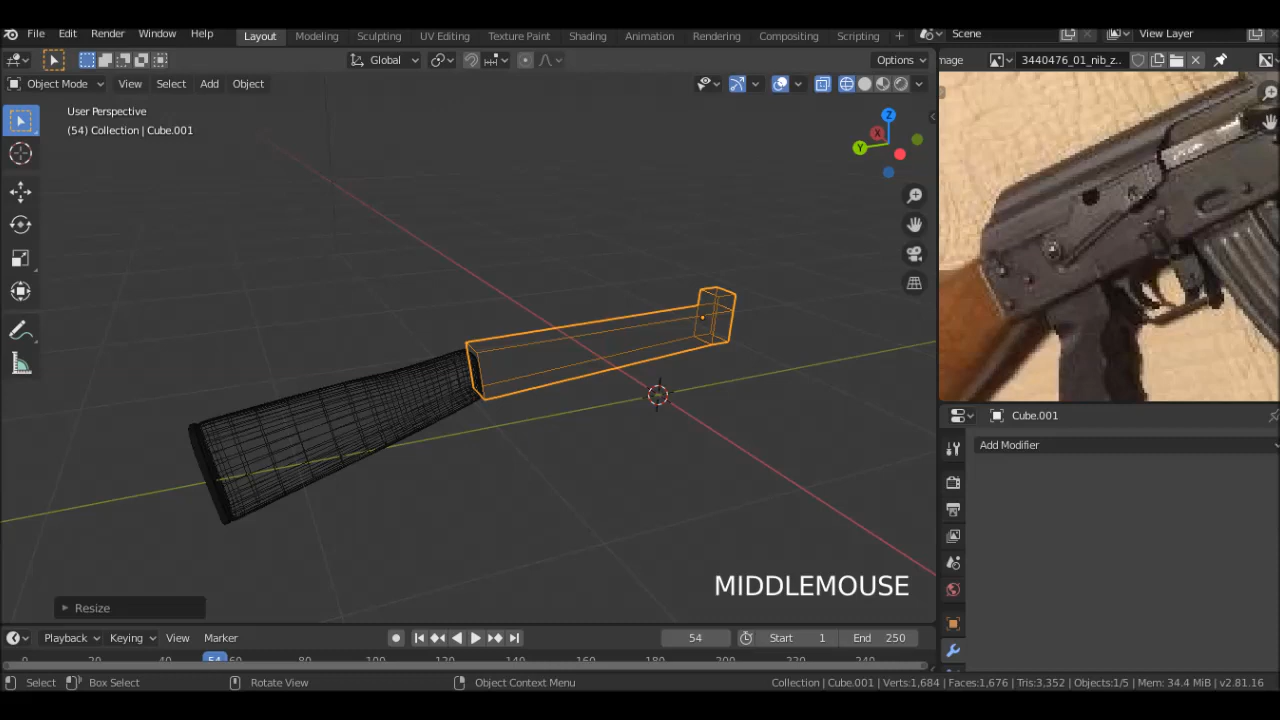 File Edit Render Window Help Layout Modeling Sculpting UV Editing Texture Paint Shading Animation Rendering Compositing Scripting + Scene View Layer
Global Options mage 3440476_01_nib_z..
Object Mode View Select Add Object
User Perspective
(54) Collection | Cube.001
Z
X
Y
Cube.001
Add Modifier
MIDDLEMOUSE
Resize
Playback Keying View Marker 54 Start 1 End 250
0 20 54 60 80 100 120 140 160 180 200 220 240
Select Box Select Rotate View Object Context Menu Collection | Cube.001 | Verts:1,684 | Faces:1,676 | Tris:3,352 | Objects:1/5 | Mem: 34.4 MiB | v2.81.16